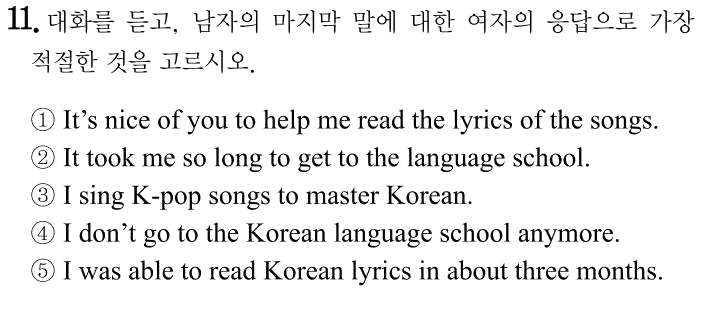 11. 대화를 듣고, 남자의 마지막 말에 대한 여자의 응답으로 가장
적절한 것을 고르시오.
① It’s nice of you to help me read the lyrics of the songs.
② It took me so long to get to the language school.
③ I sing K-pop songs to master Korean.
④ I don’t go to the Korean language school anymore.
⑤ I was able to read Korean lyrics in about three months.